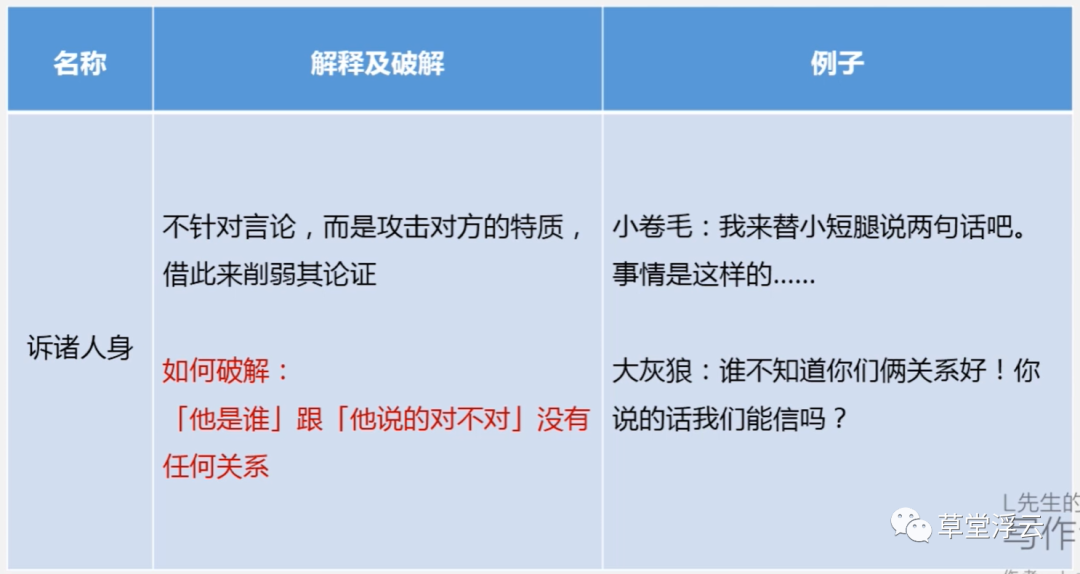 名称
解释及破解
例子
诉诸人身
不针对言论，而是攻击对方的特质，
借此来削弱其论证
如何破解：
「他是谁」跟「他说的对不对」没有
任何关系
小卷毛：我来替小短腿说两句话吧。
事情是这样的......
大灰狼：谁不知道你们俩关系好！你
说的话我们能信吗？
L先生的
写作
草堂浮云